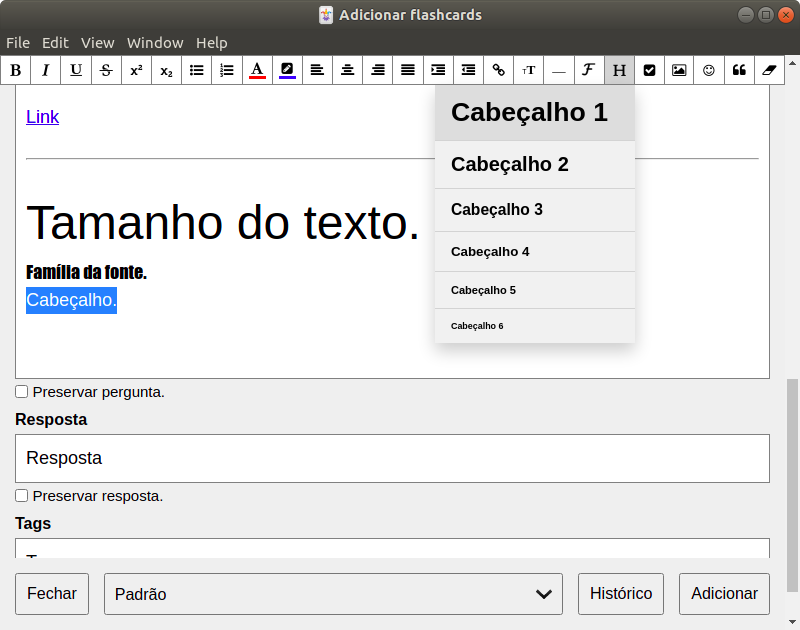 Adicionar flashcards
File Edit View Window Help
B I U S x² x₂ A тT — F H
Link
Cabeçalho 1
Cabeçalho 2
Cabeçalho 3
Cabeçalho 4
Cabeçalho 5
Cabeçalho 6
Tamanho do texto.
Família da fonte.
Cabeçalho.
Preservar pergunta.
Resposta
Resposta
Preservar resposta.
Tags
Fechar
Padrão
Histórico
Adicionar